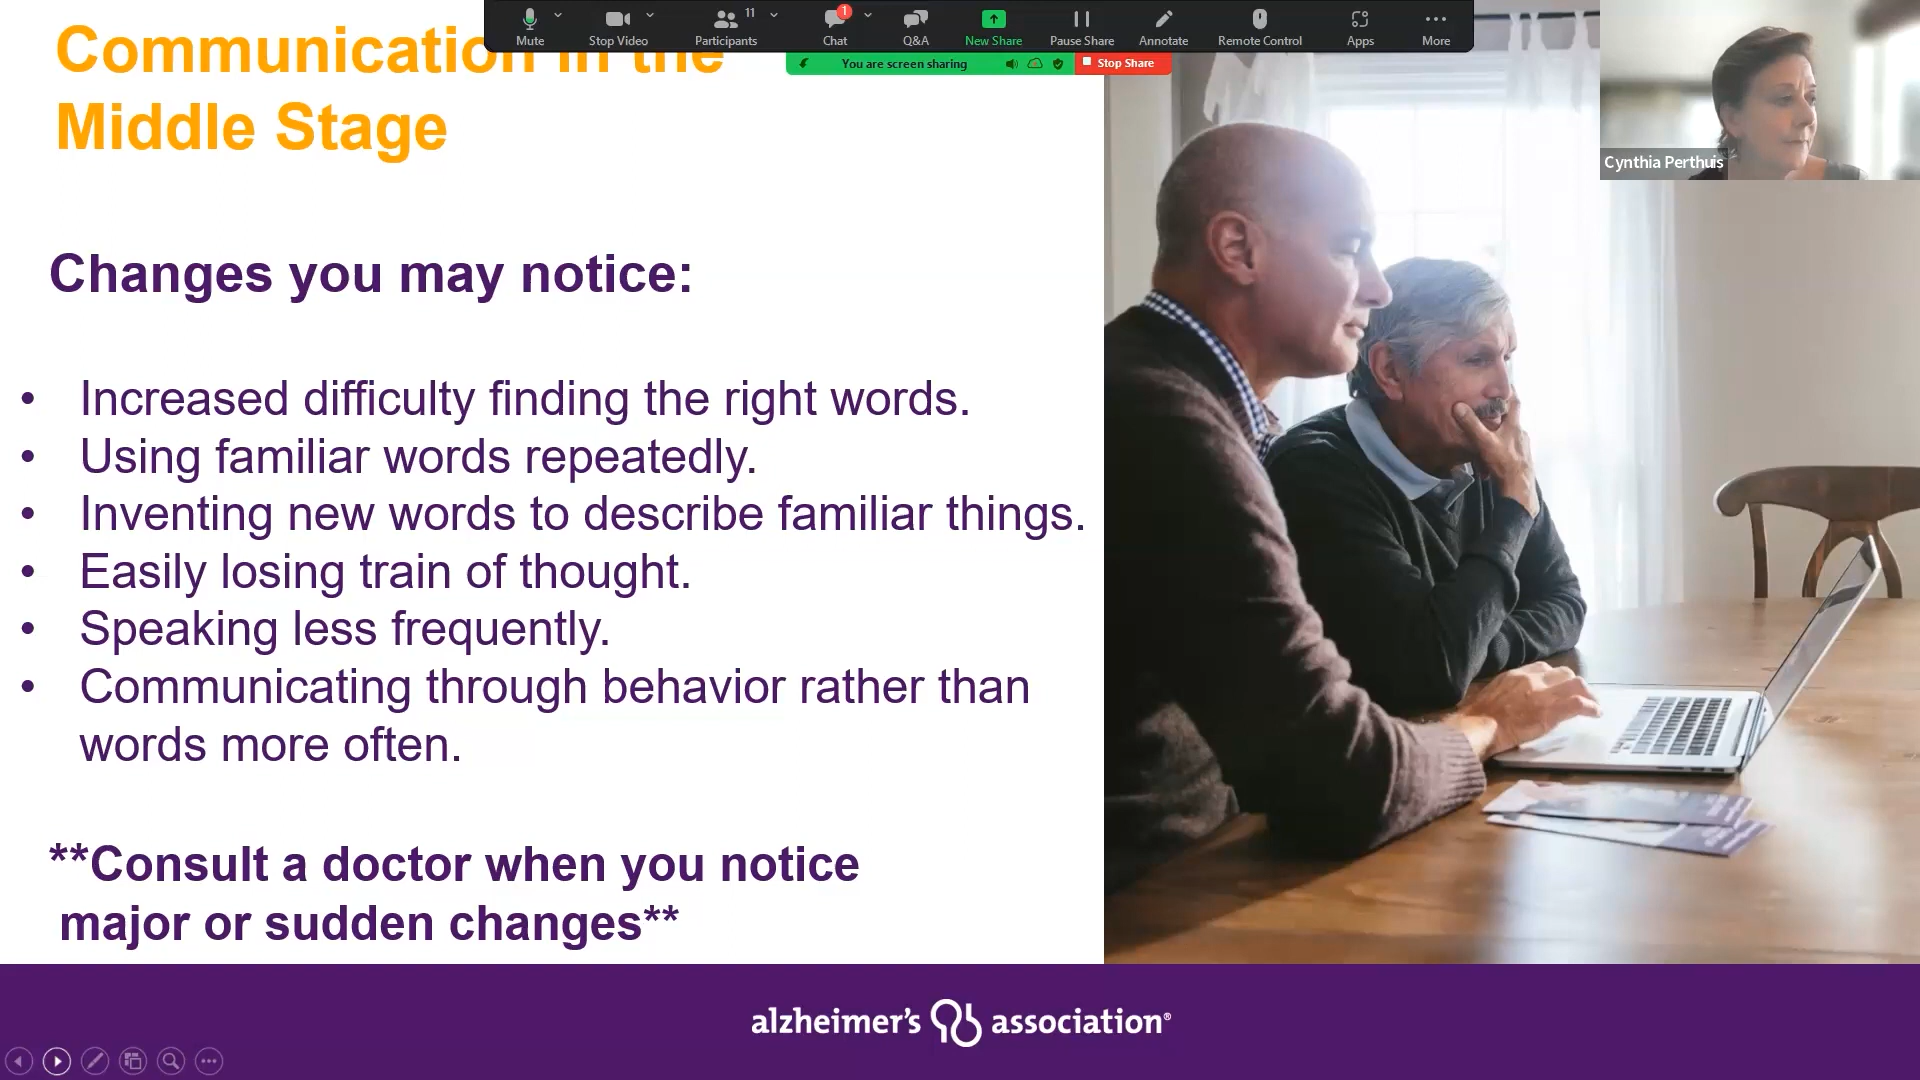 11
1
Mute
Stop Video
Participants
Chat
Q&A
New Share
Pause Share
Annotate
Remote Control
Apps
More
You are screen sharing
Stop Share
Cynthia Perthuis
Communication in the
Middle Stage
Changes you may notice:
• Increased difficulty finding the right words.
• Using familiar words repeatedly.
• Inventing new words to describe familiar things.
• Easily losing train of thought.
• Speaking less frequently.
• Communicating through behavior rather than
words more often.
**Consult a doctor when you notice
major or sudden changes**
alzheimer's association®